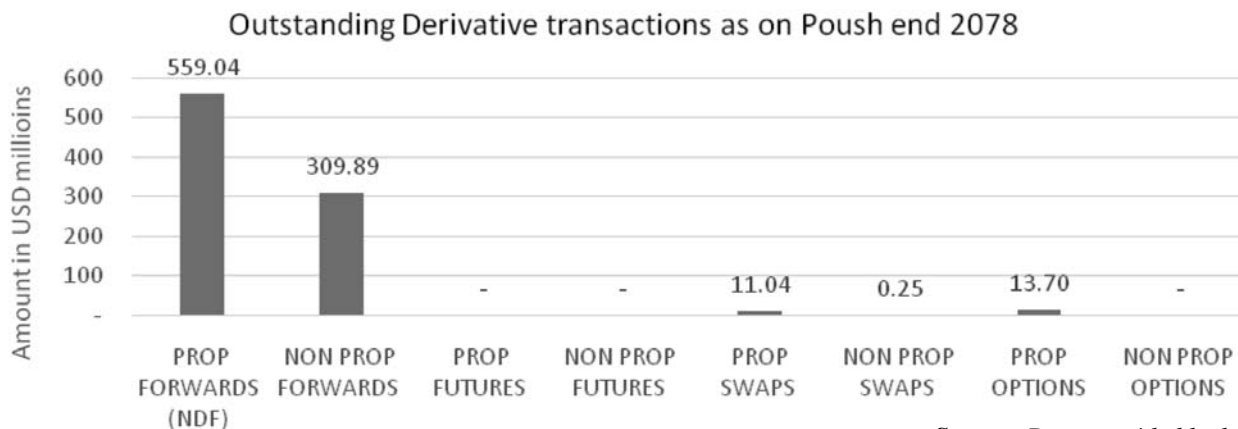 Outstanding Derivative transactions as on Poush end 2078
Amount in USD millioins
600
500
400
300
200
100
-
559.04
309.89
-
-
11.04
0.25
13.70
-
PROP FORWARDS (NDF)
NON PROP FORWARDS
PROP FUTURES
NON PROP FUTURES
PROP SWAPS
NON PROP SWAPS
PROP OPTIONS
NON PROP OPTIONS